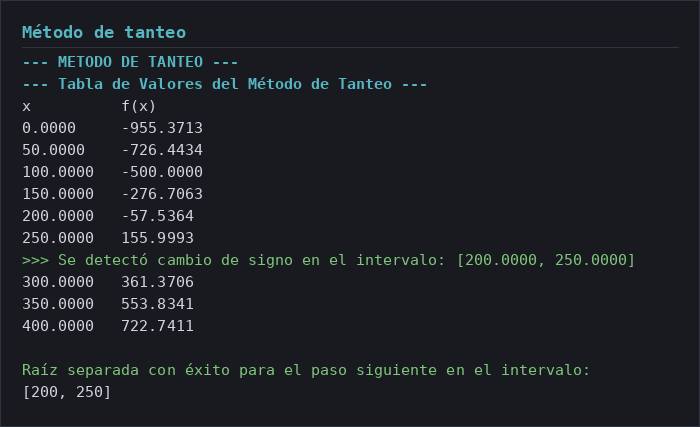 Método de tanteo
--- METODO DE TANTEO ---
--- Tabla de Valores del Método de Tanteo ---
x          f(x)
0.0000     -955.3713
50.0000    -726.4434
100.0000   -500.0000
150.0000   -276.7063
200.0000   -57.5364
250.0000   155.9993
>>> Se detectó cambio de signo en el intervalo: [200.0000, 250.0000]
300.0000   361.3706
350.0000   553.8341
400.0000   722.7411
Raíz separada con éxito para el paso siguiente en el intervalo:
[200, 250]